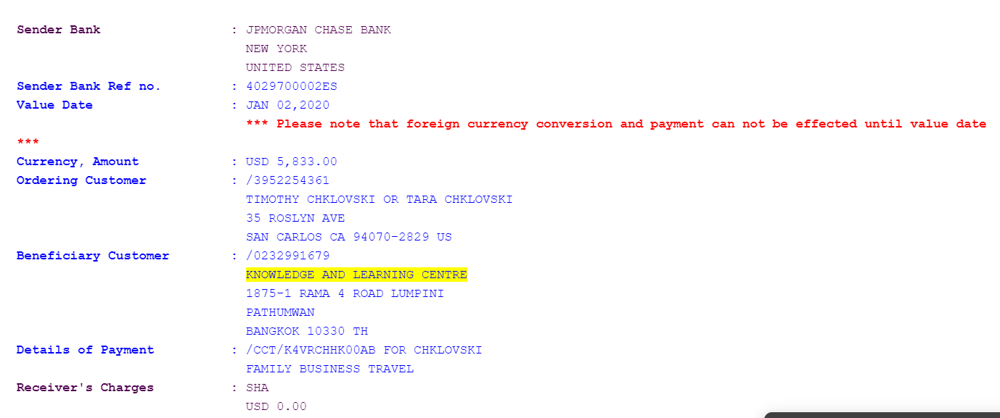 Sender Bank : JPMORGAN CHASE BANK
NEW YORK
UNITED STATES
Sender Bank Ref no. : 4029700002ES
Value Date : JAN 02,2020
*** Please note that foreign currency conversion and payment can not be effected until value date
***
Currency, Amount : USD 5,833.00
Ordering Customer : /3952254361
TIMOTHY CHKLOVSKI OR TARA CHKLOVSKI
35 ROSLYN AVE
SAN CARLOS CA 94070-2829 US
Beneficiary Customer : /0232991679
KNOWLEDGE AND LEARNING CENTRE
1875-1 RAMA 4 ROAD LUMPINI
PATHUMWAN
BANGKOK 10330 TH
Details of Payment : /CCT/K4VRCHHK00AB FOR CHKLOVSKI
FAMILY BUSINESS TRAVEL
Receiver's Charges : SHA
USD 0.00